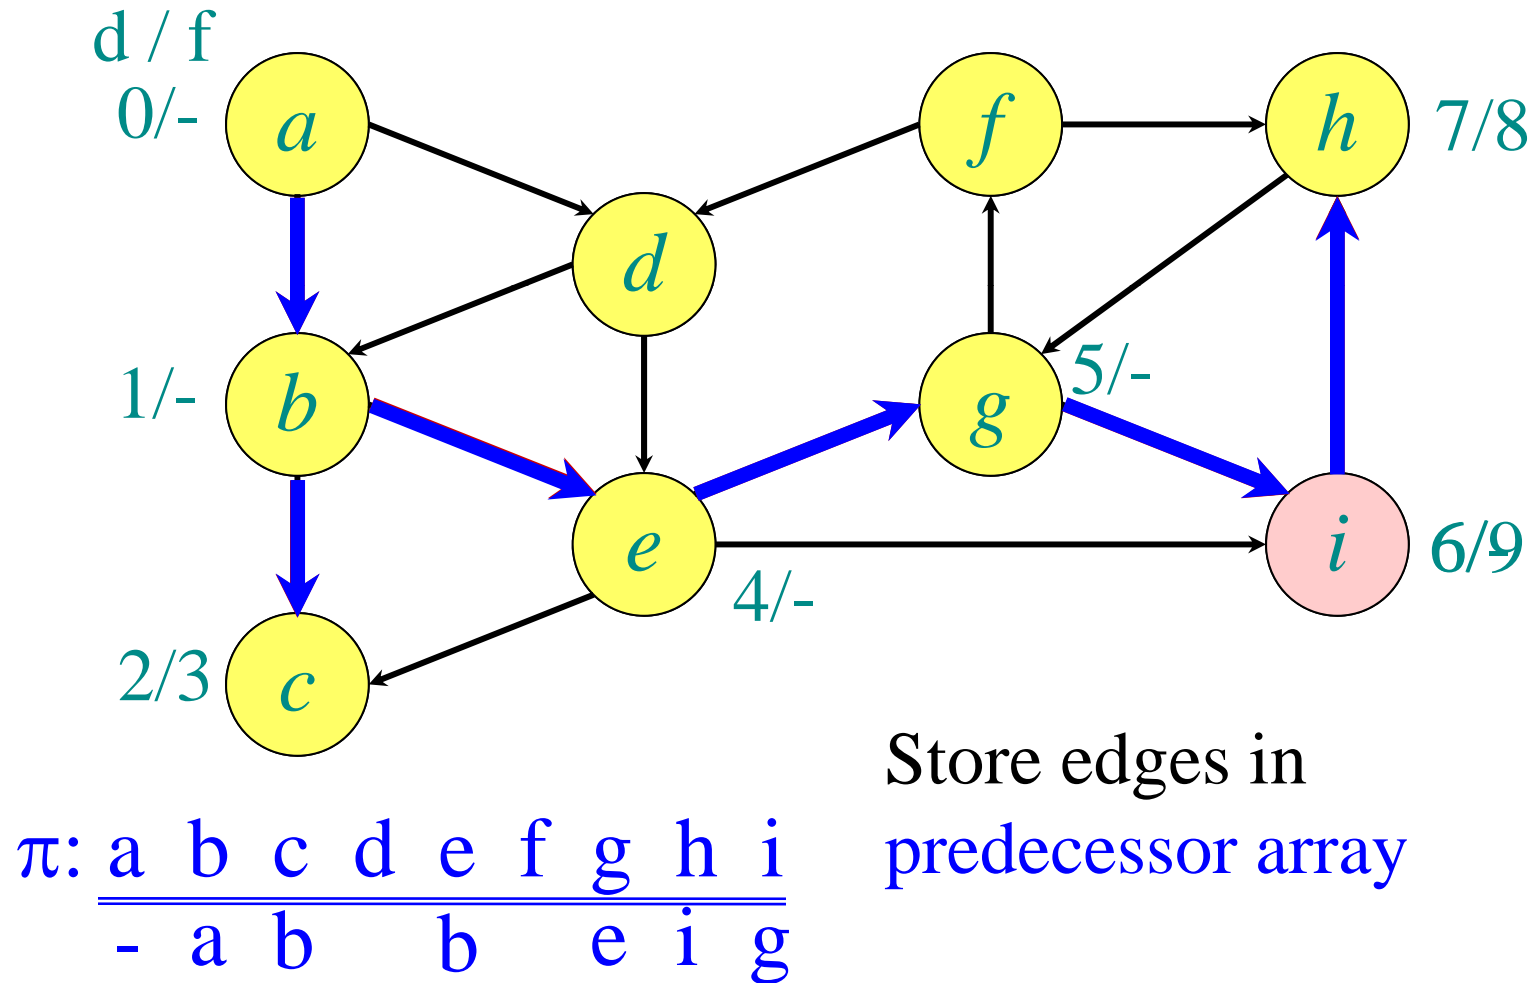 d / f
0/-
a
f
h
7/8
d
1/-
b
g
5/-
e
4/-
i
6/9
2/3
c
Store edges in
predecessor array
π: a b c d e f g h i
- a b b e i g